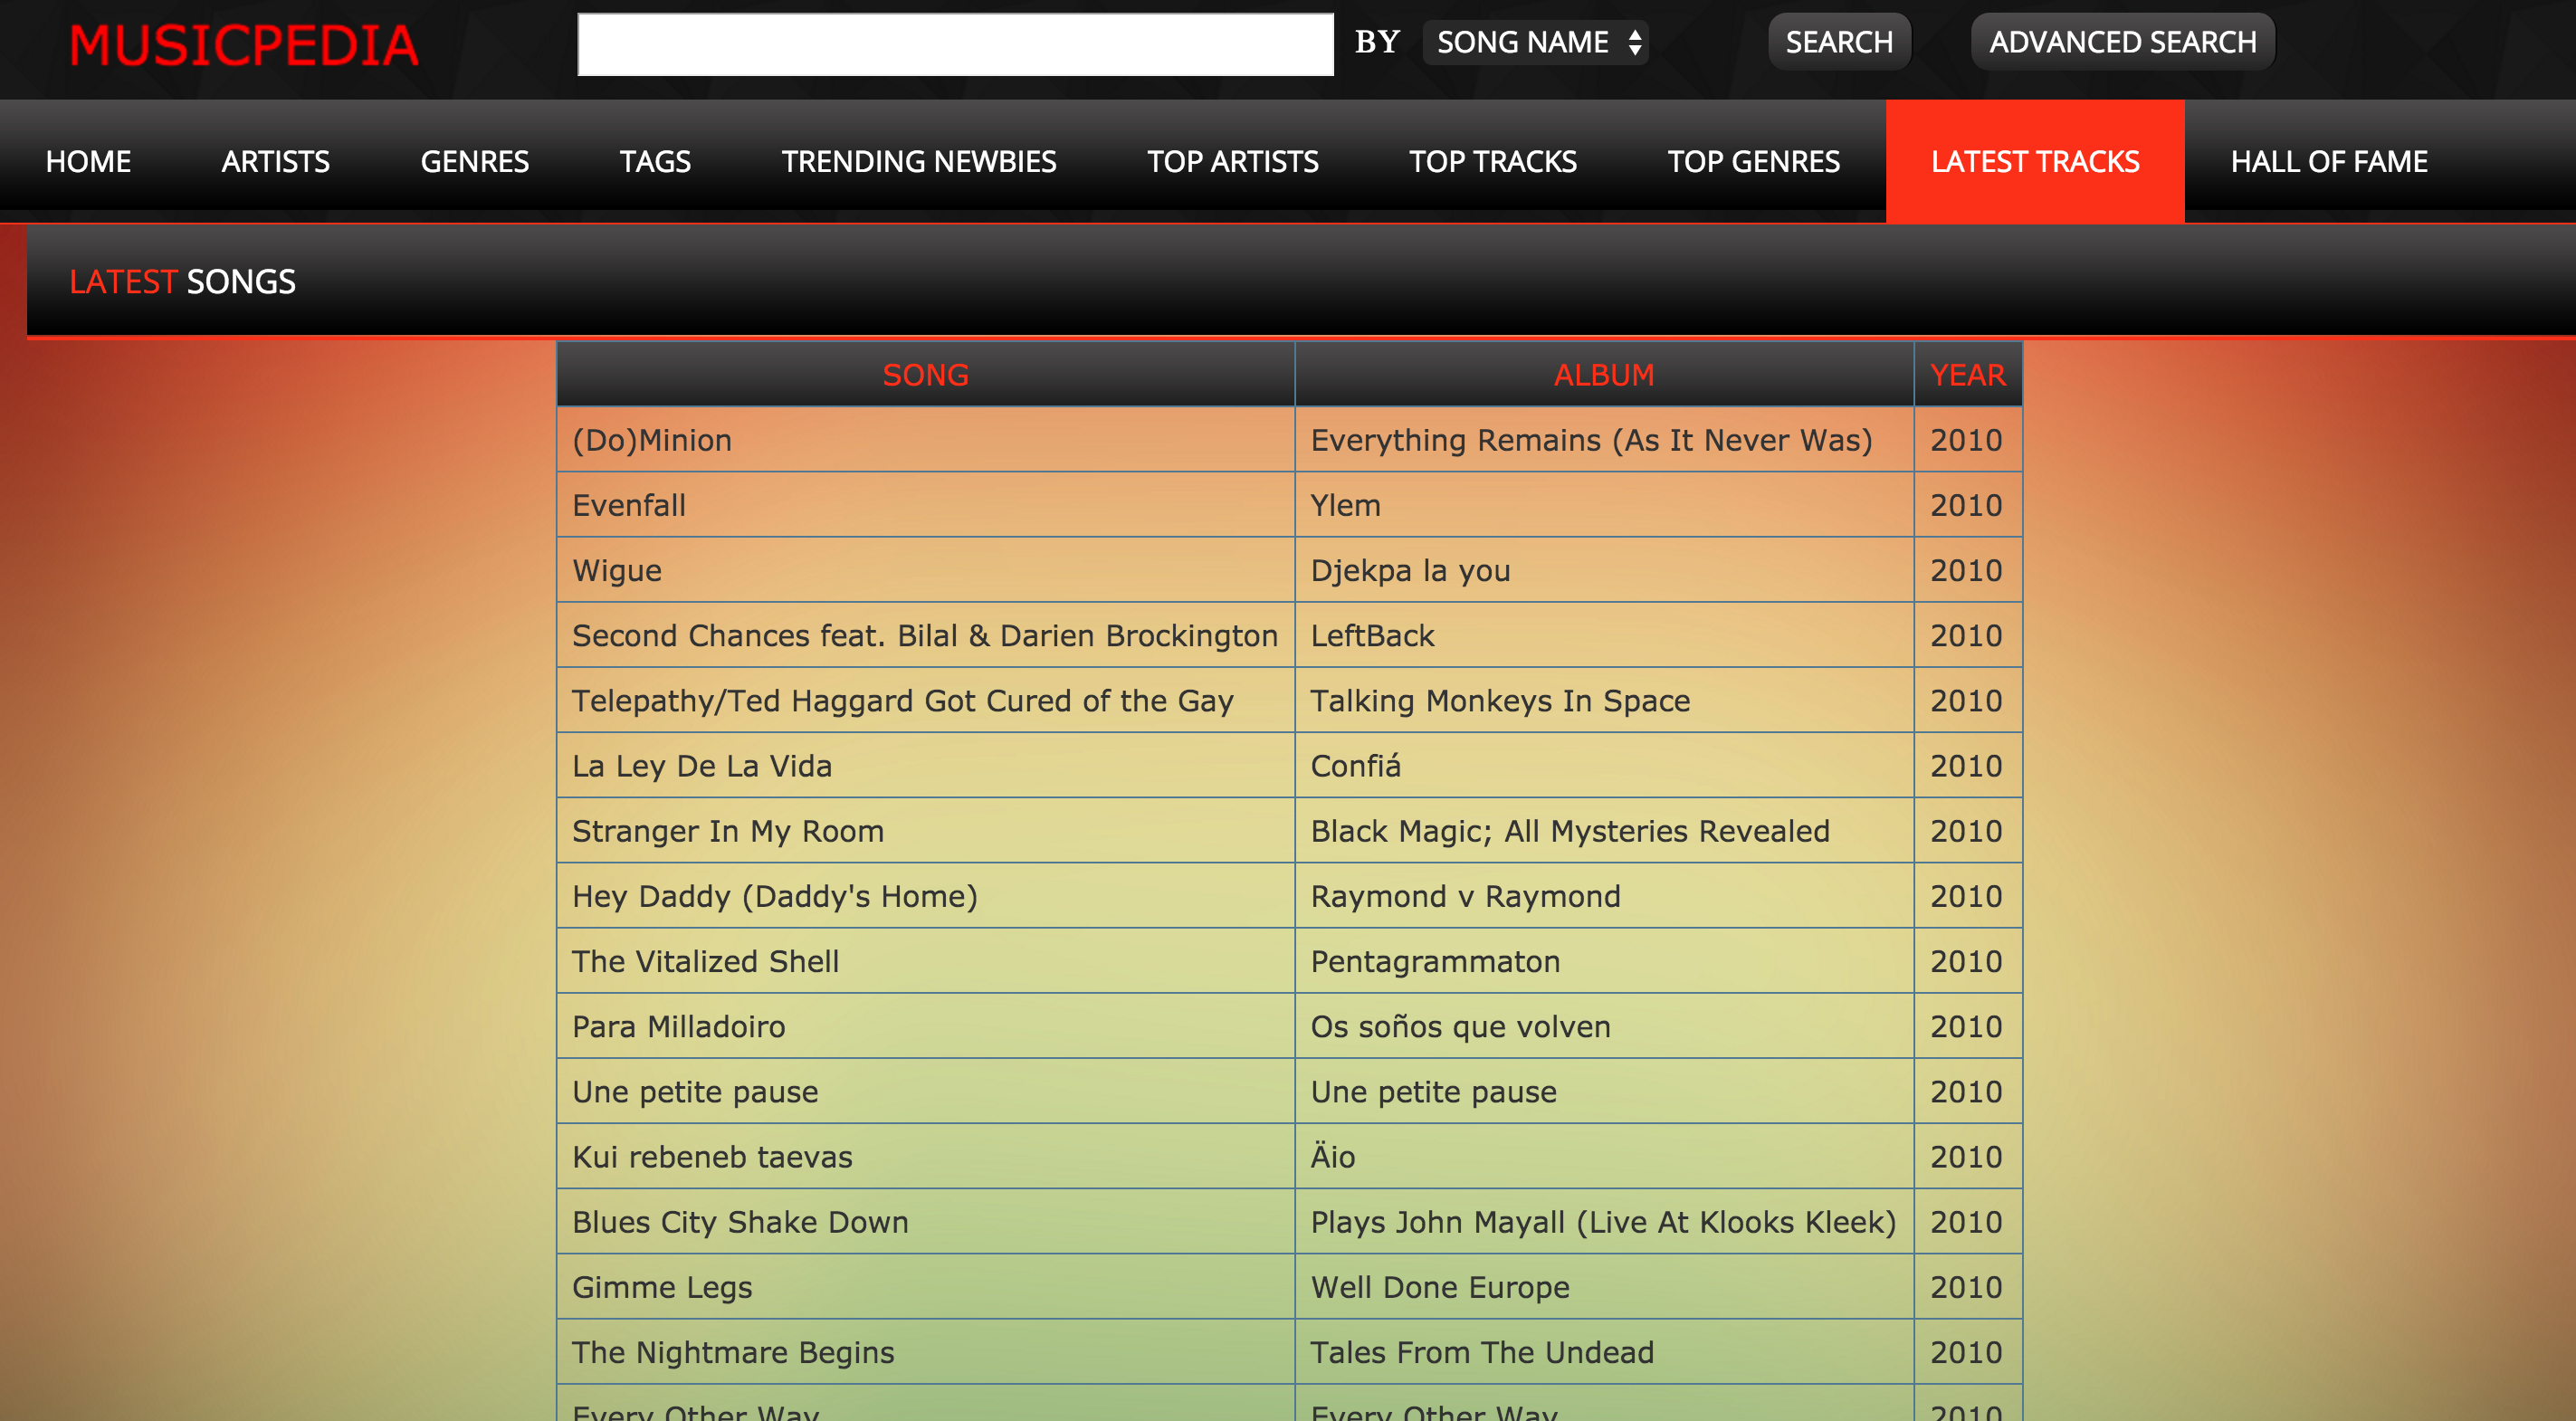 MUSICPEDIA BY SONG NAME SEARCH ADVANCED SEARCH
HOME ARTISTS GENRES TAGS TRENDING NEWBIES TOP ARTISTS TOP TRACKS TOP GENRES LATEST TRACKS HALL OF FAME
LATEST SONGS
SONG ALBUM YEAR
(Do)Minion Everything Remains (As It Never Was) 2010
Evenfall Ylem 2010
Wigue Djekpa la you 2010
Second Chances feat. Bilal & Darien Brockington LeftBack 2010
Telepathy/Ted Haggard Got Cured of the Gay Talking Monkeys In Space 2010
La Ley De La Vida Confiá 2010
Stranger In My Room Black Magic; All Mysteries Revealed 2010
Hey Daddy (Daddy's Home) Raymond v Raymond 2010
The Vitalized Shell Pentagrammaton 2010
Para Milladoiro Os soños que volven 2010
Une petite pause Une petite pause 2010
Kui rebeneb taevas Äio 2010
Blues City Shake Down Plays John Mayall (Live At Klooks Kleek) 2010
Gimme Legs Well Done Europe 2010
The Nightmare Begins Tales From The Undead 2010
Every Other Way Every Other Way 2010